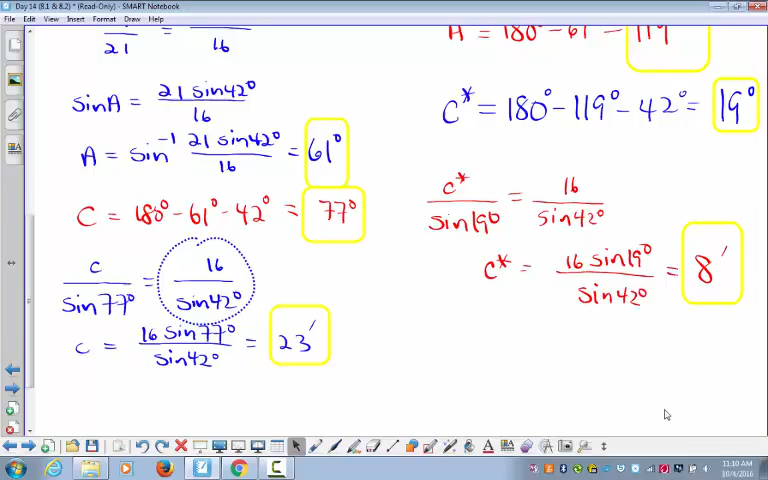 Day 14 (8.1 & 8.2) * (Read-Only) - SMART Notebook
File Edit View Insert Format Draw Help
21 16
sinA = 21 sin42° / 16
A = sin⁻¹ 21 sin42° / 16 = 61°
C = 180° - 61° - 42° = 77°
c / sin77° = 16 / sin42°
c = 16 sin77° / sin42° = 23'
A = 180° - 61° = 119°
C* = 180° - 119° - 42° = 19°
c* / sin19° = 16 / sin42°
c* = 16 sin19° / sin42° = 8'
11:10 AM
10/4/2016